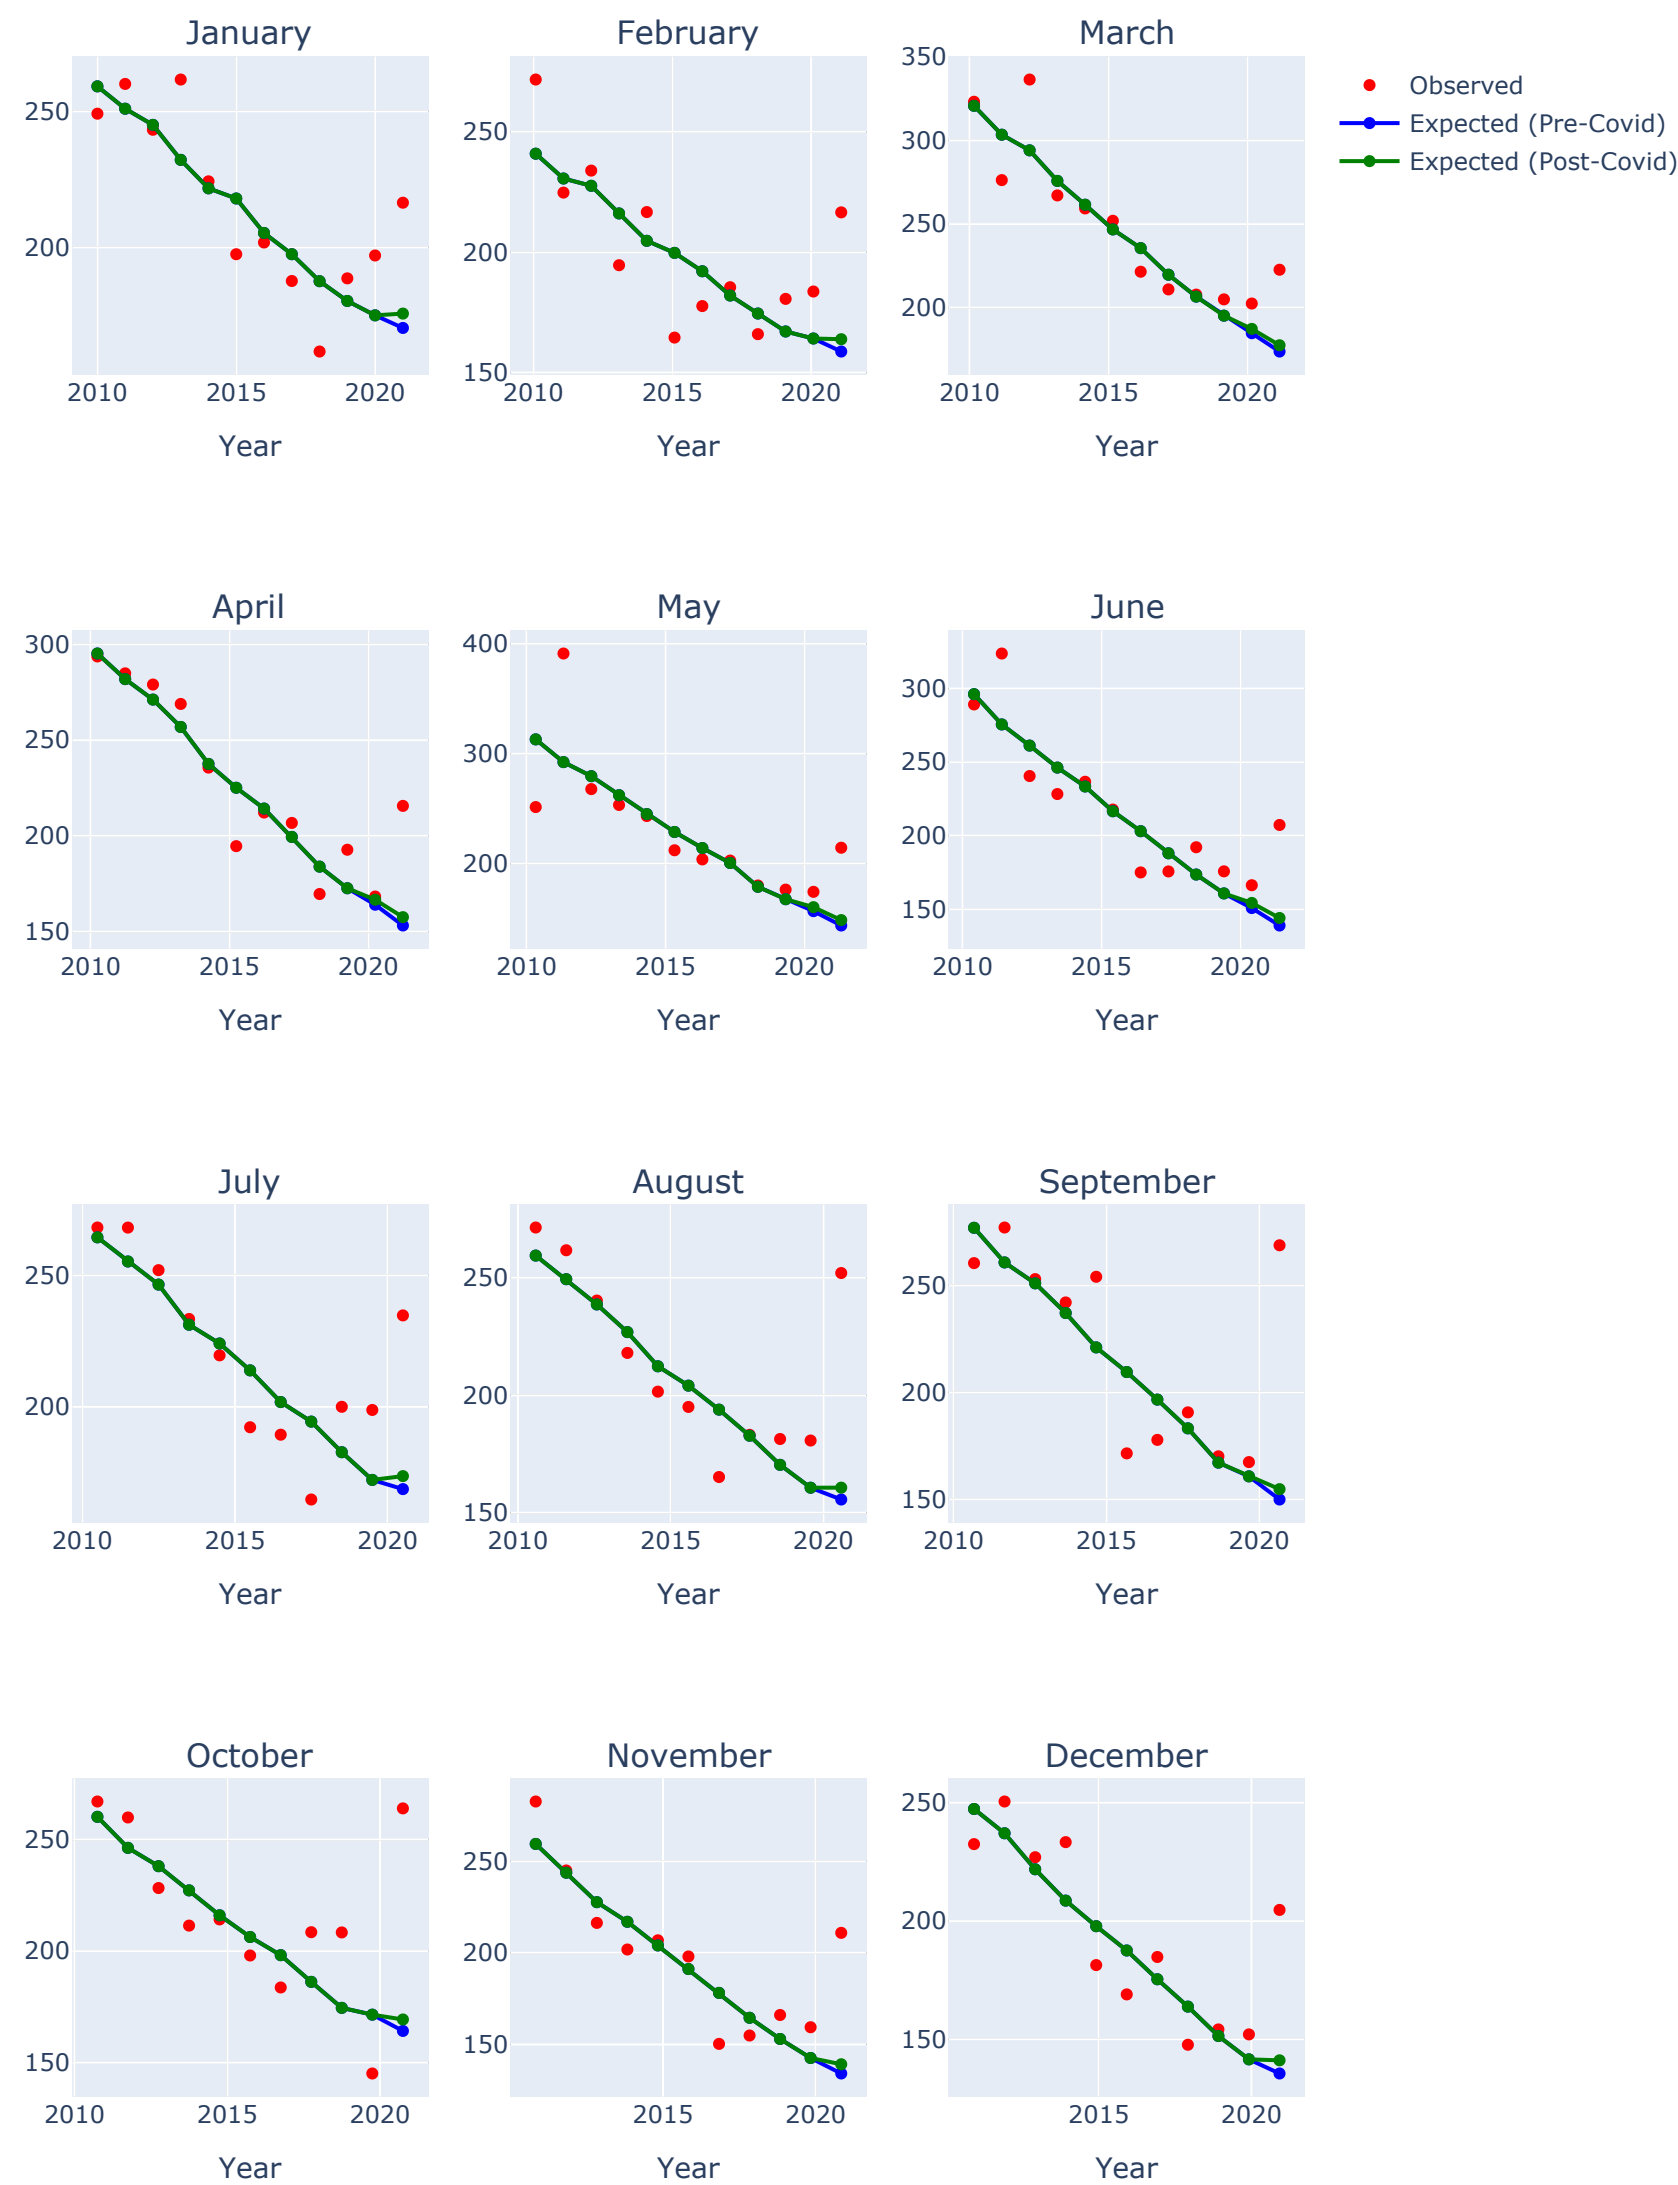 January February March
250
200
2010 2015 2020
Year
250
200
150
2010 2015 2020
Year
350
300
250
200
2010 2015 2020
Year
Observed
Expected (Pre-Covid)
Expected (Post-Covid)
April May June
300
250
200
150
2010 2015 2020
Year
400
300
200
2010 2015 2020
Year
300
250
200
150
2010 2015 2020
Year
July August September
250
200
2010 2015 2020
Year
250
200
150
2010 2015 2020
Year
250
200
150
2010 2015 2020
Year
October November December
250
200
150
2010 2015 2020
Year
250
200
150
2015 2020
Year
250
200
150
2015 2020
Year